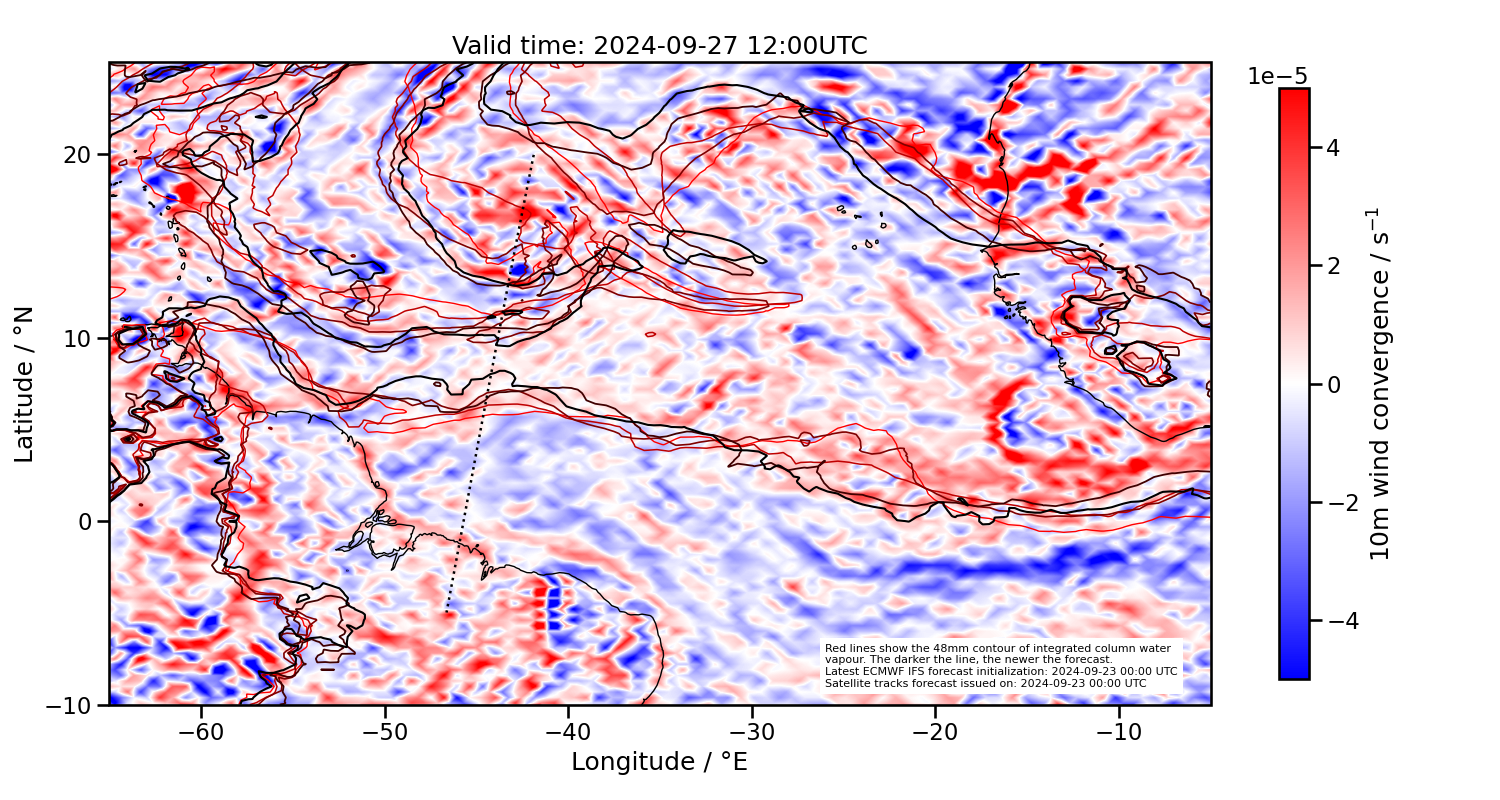 Valid time: 2024-09-27 12:00UTC
1e−5
20
10
0
−10
−60
−50
−40
−30
−20
−10
Latitude / °N
Longitude / °E
4
2
0
−2
−4
10m wind convergence / s⁻¹
Red lines show the 48mm contour of integrated column water
vapour. The darker the line, the newer the forecast.
Latest ECMWF IFS forecast initialization: 2024-09-23 00:00 UTC
Satellite tracks forecast issued on: 2024-09-23 00:00 UTC